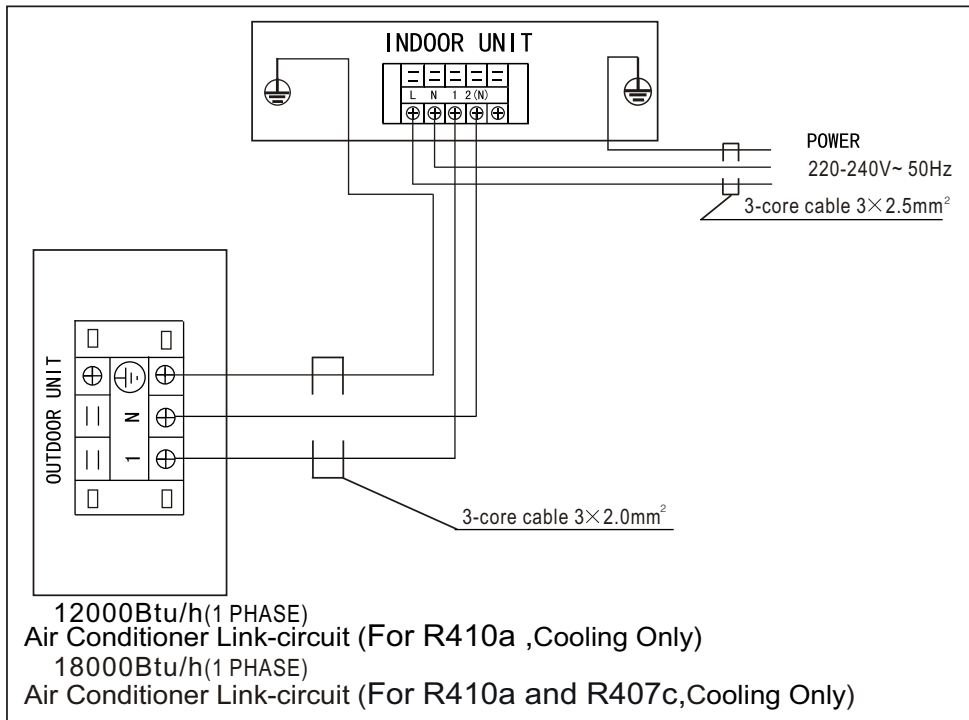 INDOOR UNIT
L N 1 2(N)
POWER
220-240V~ 50Hz
3-core cable 3×2.5mm²
OUTDOOR UNIT
N
1
3-core cable 3×2.0mm²
12000Btu/h(1 PHASE)
Air Conditioner Link-circuit (For R410a ,Cooling Only)
18000Btu/h(1 PHASE)
Air Conditioner Link-circuit (For R410a and R407c,Cooling Only)